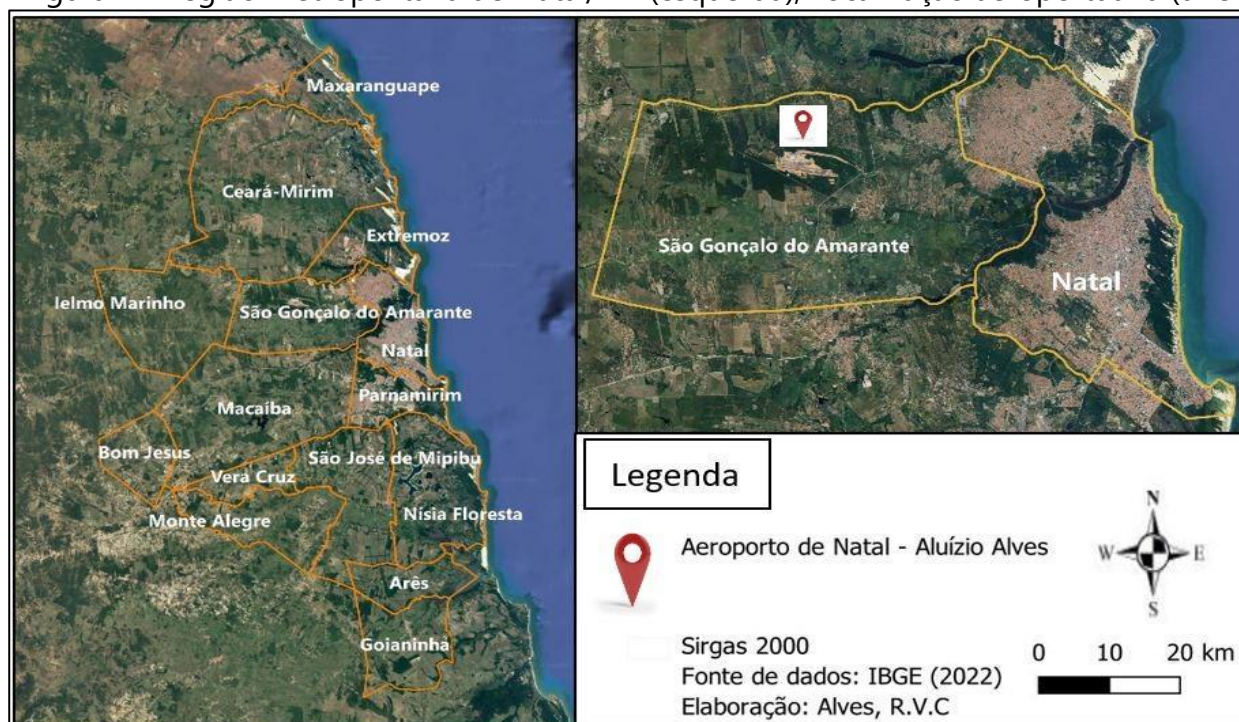 Maxaranguape
Ceará-Mirim
Extremoz
Ielmo Marinho
São Gonçalo do Amarante
Natal
Parnamirim
Macaíba
Bom Jesus
São José de Mipibu
Vera Cruz
Monte Alegre
Nísia Floresta
Arês
Goianinha
São Gonçalo do Amarante
Natal
Legenda
Aeroporto de Natal - Aluízio Alves
N
W E
S
Sirgas 2000
Fonte de dados: IBGE (2022)
Elaboração: Alves, R.V.C
0 10 20 km